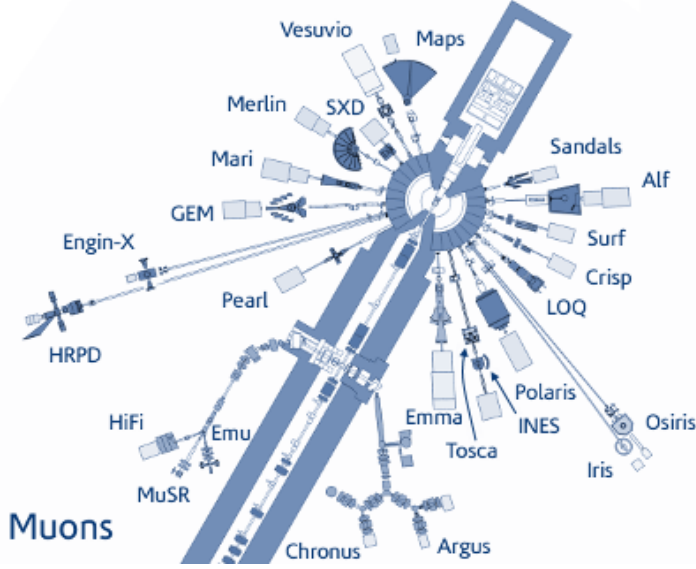 Vesuvio
Maps
Merlin
SXD
Mari
Sandals
Alf
GEM
Engin-X
Surf
Crisp
Pearl
LOQ
HRPD
Polaris
Emma
INES
Tosca
Osiris
Iris
HiFi
Emu
MuSR
Muons
Chronus
Argus